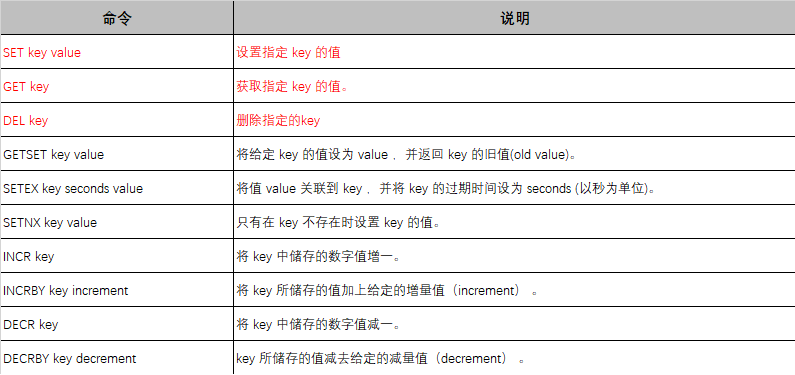 命令 说明
SET key value 设置指定 key 的值
GET key 获取指定 key 的值。
DEL key 删除指定的key
GETSET key value 将给定 key 的值设为 value ，并返回 key 的旧值(old value)。
SETEX key seconds value 将值 value 关联到 key ，并将 key 的过期时间设为 seconds (以秒为单位)。
SETNX key value 只有在 key 不存在时设置 key 的值。
INCR key 将 key 中储存的数字值增一。
INCRBY key increment 将 key 所储存的值加上给定的增量值（increment） 。
DECR key 将 key 中储存的数字值减一。
DECRBY key decrement key 所储存的值减去给定的减量值（decrement） 。